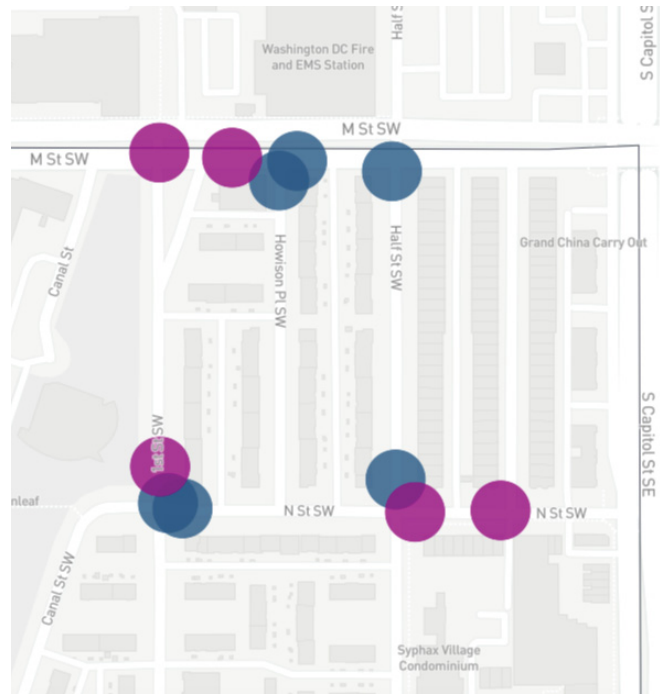 Half S
S Capitol S
Washington DC Fire
and EMS Station
M St SW
M St SW
Canal St
Howison Pl SW
Half St SW
Grand China Carry Out
1st St SW
S Capitol St SE
nleaf
N St SW
N St SW
Canal St SW
Syphax Village
Condominium